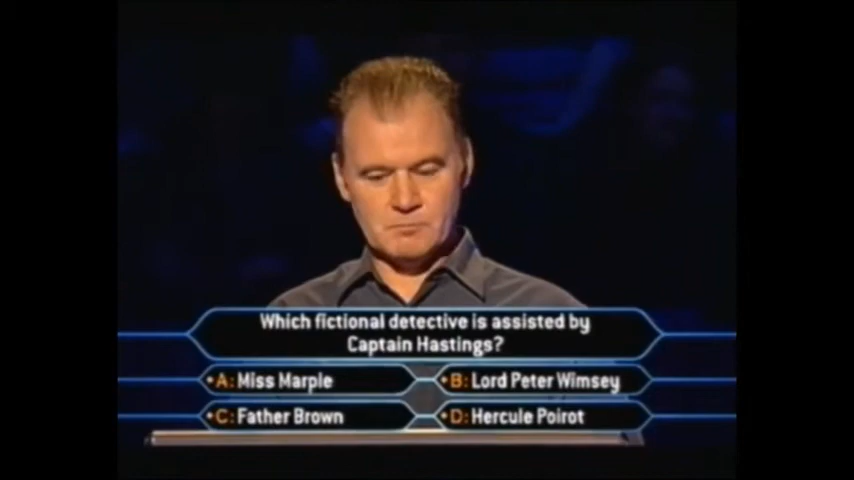 Which fictional detective is assisted by
Captain Hastings?
A: Miss Marple
B: Lord Peter Wimsey
C: Father Brown
D: Hercule Poirot